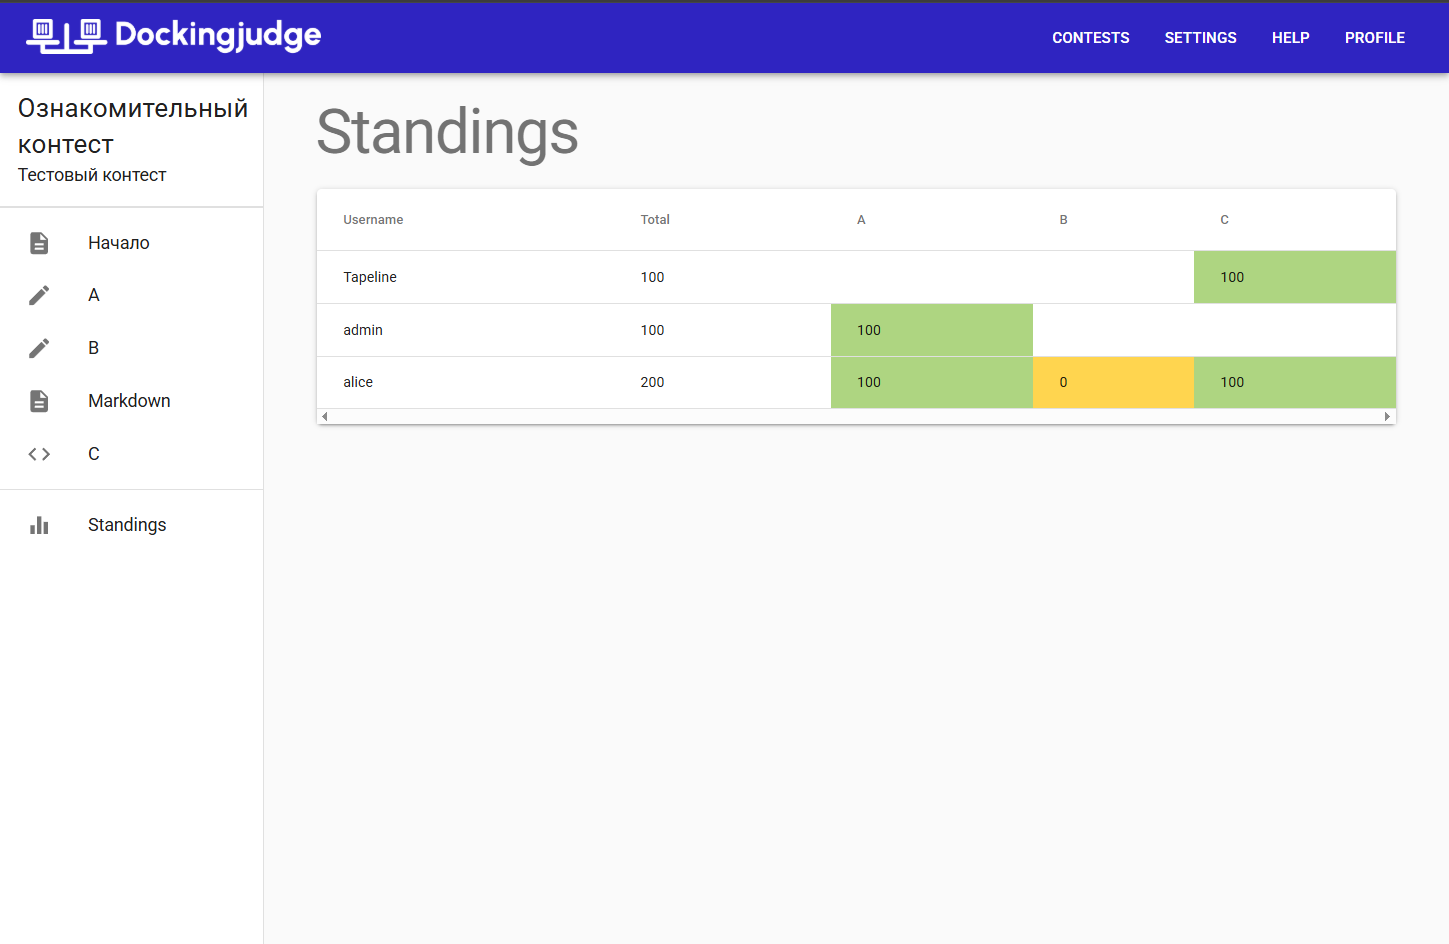 Dockingjudge CONTESTS SETTINGS HELP PROFILE
Ознакомительный
контест
Тестовый контест
Начало
A
B
Markdown
C
Standings
Standings
Username Total A B C
Tapeline 100 100
admin 100 100
alice 200 100 0 100